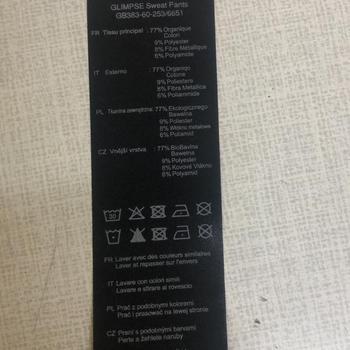 GLIMPSE Sweat Pants
GB383-60-253/6651
FR Tissu principal : 77% Organique
Coton
9% Polyester
8% Fibre Métallique
6% Polyamide
IT Esterno : 77% Organiqo
Cotone
9% Poliestere
8% Fibra Metallica
6% Poliammide
PL Tkanina zewnętrzna: 77% Ekologicznego
Bawełna
9% Poliester
8% Włókno metalowe
6% Poliamid
CZ Vnější vrstva : 77% BioBavlna
Bawelna
9% Polyester
8% Kovové Vlákno
6% Polyamid
30
FR Laver avec des couleurs similaires
Laver et repasser sur l'envers
IT Lavare con colori simili
Lavare e stirare al rovescio
PL Prać z podobnymi kolorami
Prać i prasować na lewej stronie
CZ Praní s podobnými barvami
Perte a žehlete naruby